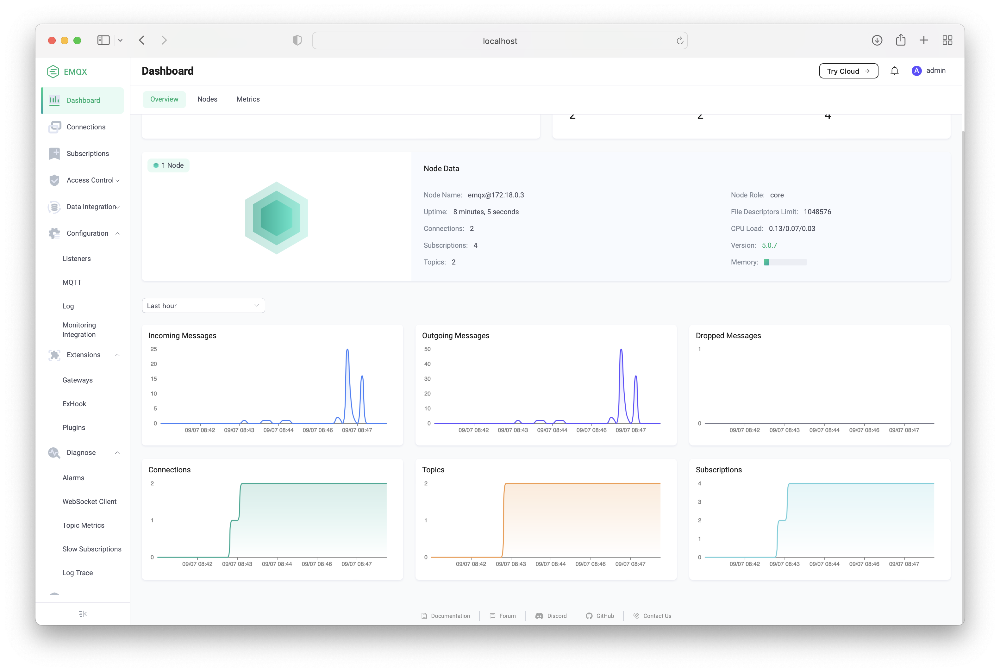 localhost
EMQX
Dashboard
Try Cloud →
A
admin
Overview
Nodes
Metrics
Dashboard
Connections
Subscriptions
Access Control
Data Integration
Configuration
Listeners
MQTT
Log
Monitoring
Integration
Extensions
Gateways
ExHook
Plugins
Diagnose
Alarms
WebSocket Client
Topic Metrics
Slow Subscriptions
Log Trace
2
2
4
1 Node
Node Data
Node Name: emqx@172.18.0.3
Node Role: core
Uptime: 8 minutes, 5 seconds
File Descriptors Limit: 1048576
Connections: 2
CPU Load: 0.13/0.07/0.03
Subscriptions: 4
Version: 5.0.7
Topics: 2
Memory:
Last hour
Incoming Messages
25
20
15
10
5
0
09/07 08:42 09/07 08:43 09/07 08:44 09/07 08:46 09/07 08:47
Outgoing Messages
50
40
30
20
10
0
09/07 08:42 09/07 08:43 09/07 08:44 09/07 08:46 09/07 08:47
Dropped Messages
1
0
09/07 08:42 09/07 08:43 09/07 08:44 09/07 08:46 09/07 08:47
Connections
2
1
0
09/07 08:42 09/07 08:43 09/07 08:44 09/07 08:46 09/07 08:47
Topics
2
1
0
09/07 08:42 09/07 08:43 09/07 08:44 09/07 08:46 09/07 08:47
Subscriptions
4
3
2
1
0
09/07 08:42 09/07 08:43 09/07 08:44 09/07 08:46 09/07 08:47
Documentation
Forum
Discord
GitHub
Contact Us